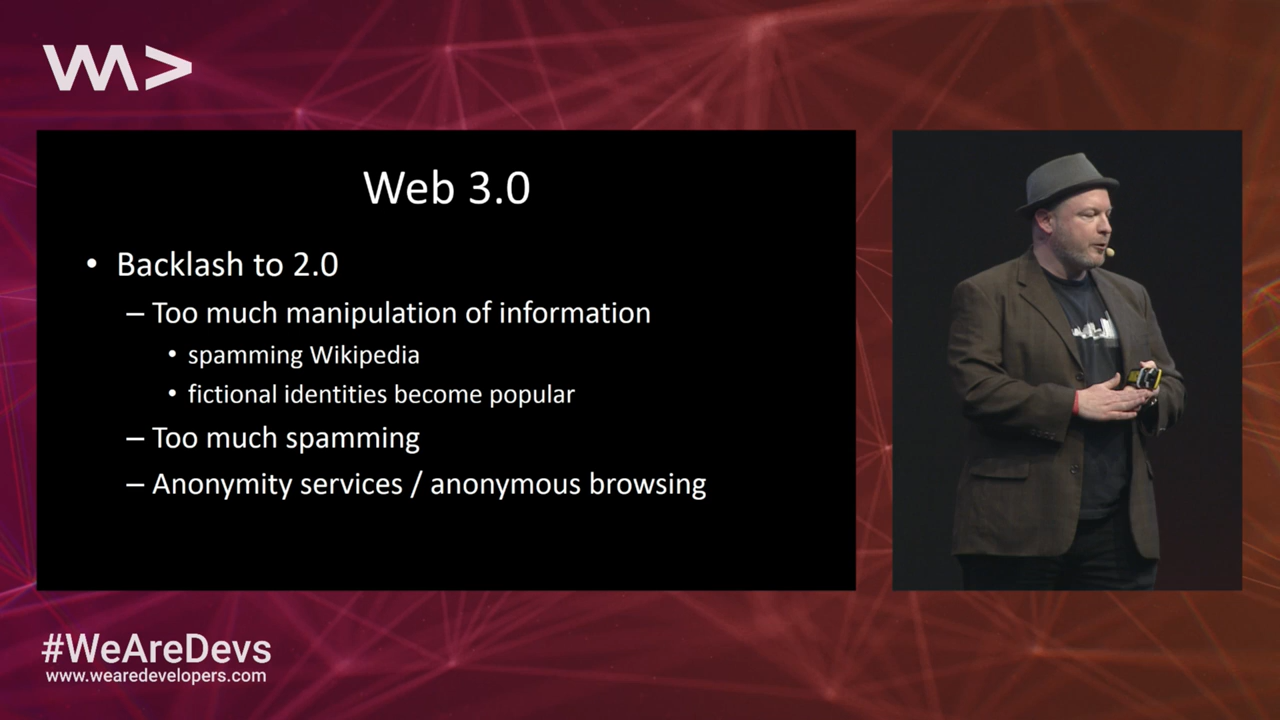 Web 3.0
• Backlash to 2.0
– Too much manipulation of information
• spamming Wikipedia
• fictional identities become popular
– Too much spamming
– Anonymity services / anonymous browsing
#WeAreDevs
www.wearedevelopers.com